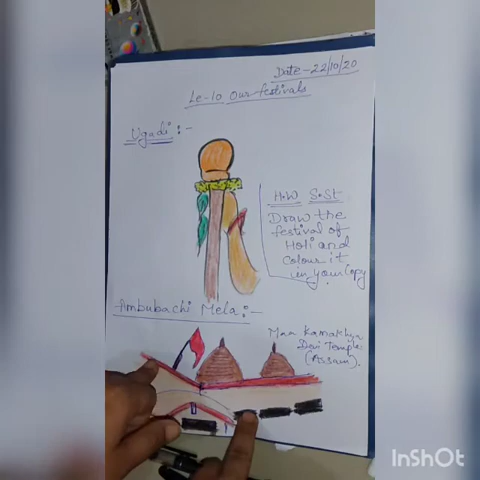 Date-22/10/20
Le-10 Our festivals
Ugadi:-
H.W S.St
Draw the
festival of
Holi and
colour it
in your copy.
Ambubachi Mela:-
Maa Kamakhya
Devi Temple
(Assam).
InShOt